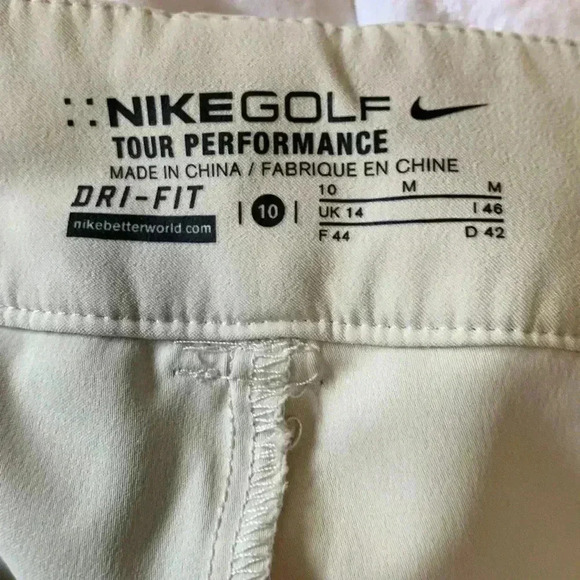 NIKEGOLF
TOUR PERFORMANCE
MADE IN CHINA / FABRIQUE EN CHINE
DRI-FIT
nikebetterworld.com
| 10 |
10 M M
UK 14 I 46
F 44 D 42